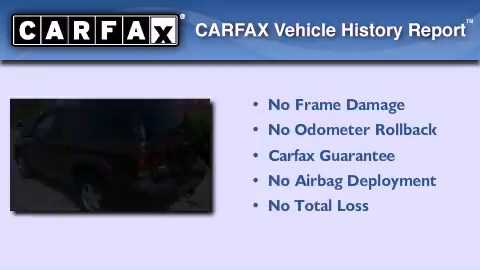 CARFAX® CARFAX Vehicle History Report™
• No Frame Damage
• No Odometer Rollback
• Carfax Guarantee
• No Airbag Deployment
• No Total Loss